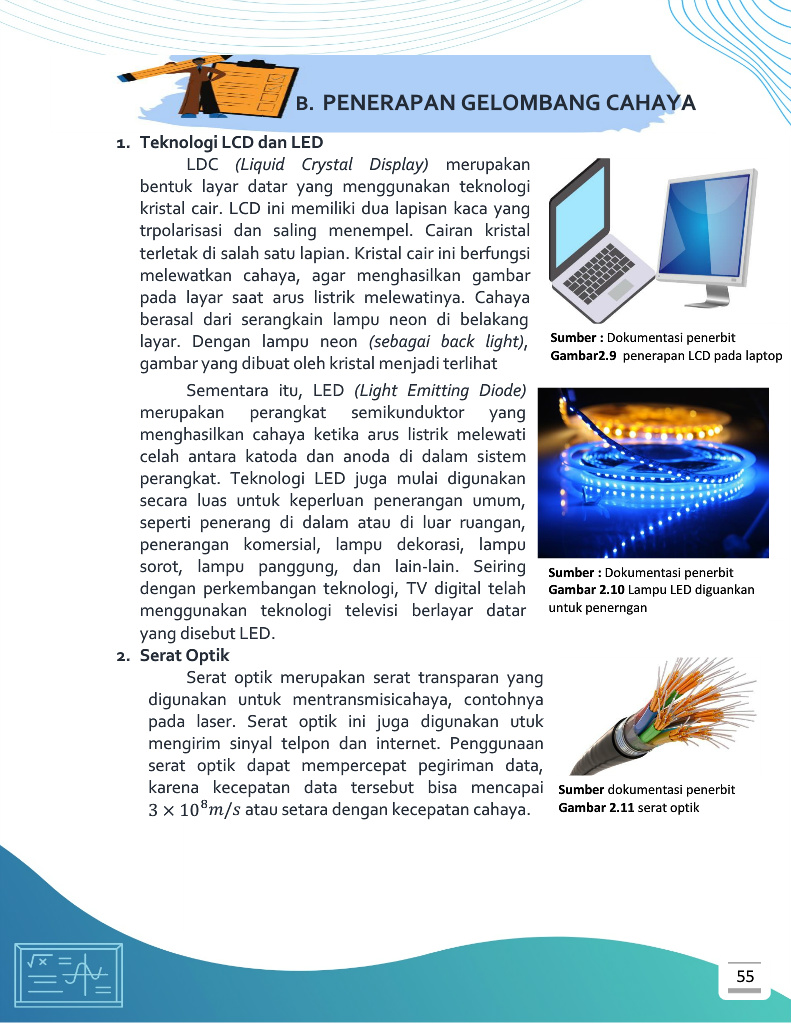 B. PENERAPAN GELOMBANG CAHAYA
1. Teknologi LCD dan LED
LDC (Liquid Crystal Display) merupakan
bentuk layar datar yang menggunakan teknologi
kristal cair. LCD ini memiliki dua lapisan kaca yang
trpolarisasi dan saling menempel. Cairan kristal
terletak di salah satu lapian. Kristal cair ini berfungsi
melewatkan cahaya, agar menghasilkan gambar
pada layar saat arus listrik melewatinya. Cahaya
berasal dari serangkain lampu neon di belakang
layar. Dengan lampu neon (sebagai back light),
gambar yang dibuat oleh kristal menjadi terlihat
Sumber : Dokumentasi penerbit
Gambar2.9 penerapan LCD pada laptop
Sementara itu, LED (Light Emitting Diode)
merupakan perangkat semikunduktor yang
menghasilkan cahaya ketika arus listrik melewati
celah antara katoda dan anoda di dalam sistem
perangkat. Teknologi LED juga mulai digunakan
secara luas untuk keperluan penerangan umum,
seperti penerang di dalam atau di luar ruangan,
penerangan komersial, lampu dekorasi, lampu
sorot, lampu panggung, dan lain-lain. Seiring
dengan perkembangan teknologi, TV digital telah
menggunakan teknologi televisi berlayar datar
yang disebut LED.
Sumber : Dokumentasi penerbit
Gambar 2.10 Lampu LED diguankan
untuk penerngan
2. Serat Optik
Serat optik merupakan serat transparan yang
digunakan untuk mentransmisicahaya, contohnya
pada laser. Serat optik ini juga digunakan utuk
mengirim sinyal telpon dan internet. Penggunaan
serat optik dapat mempercepat pegiriman data,
karena kecepatan data tersebut bisa mencapai
3 × 10⁸m/s atau setara dengan kecepatan cahaya.
Sumber dokumentasi penerbit
Gambar 2.11 serat optik
√x
55